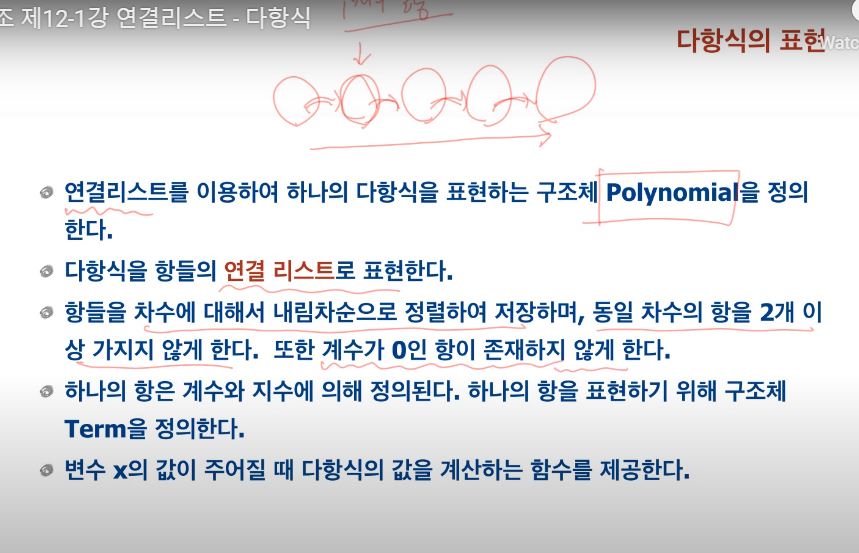 조 제12-1강 연결리스트 - 다항식
다항식의 표현
Watc
연결리스트를 이용하여 하나의 다항식을 표현하는 구조체 Polynomial을 정의
한다.
다항식을 항들의 연결 리스트로 표현한다.
항들을 차수에 대해서 내림차순으로 정렬하여 저장하며, 동일 차수의 항을 2개 이
상 가지지 않게 한다. 또한 계수가 0인 항이 존재하지 않게 한다.
하나의 항은 계수와 지수에 의해 정의된다. 하나의 항을 표현하기 위해 구조체
Term을 정의한다.
변수 x의 값이 주어질 때 다항식의 값을 계산하는 함수를 제공한다.